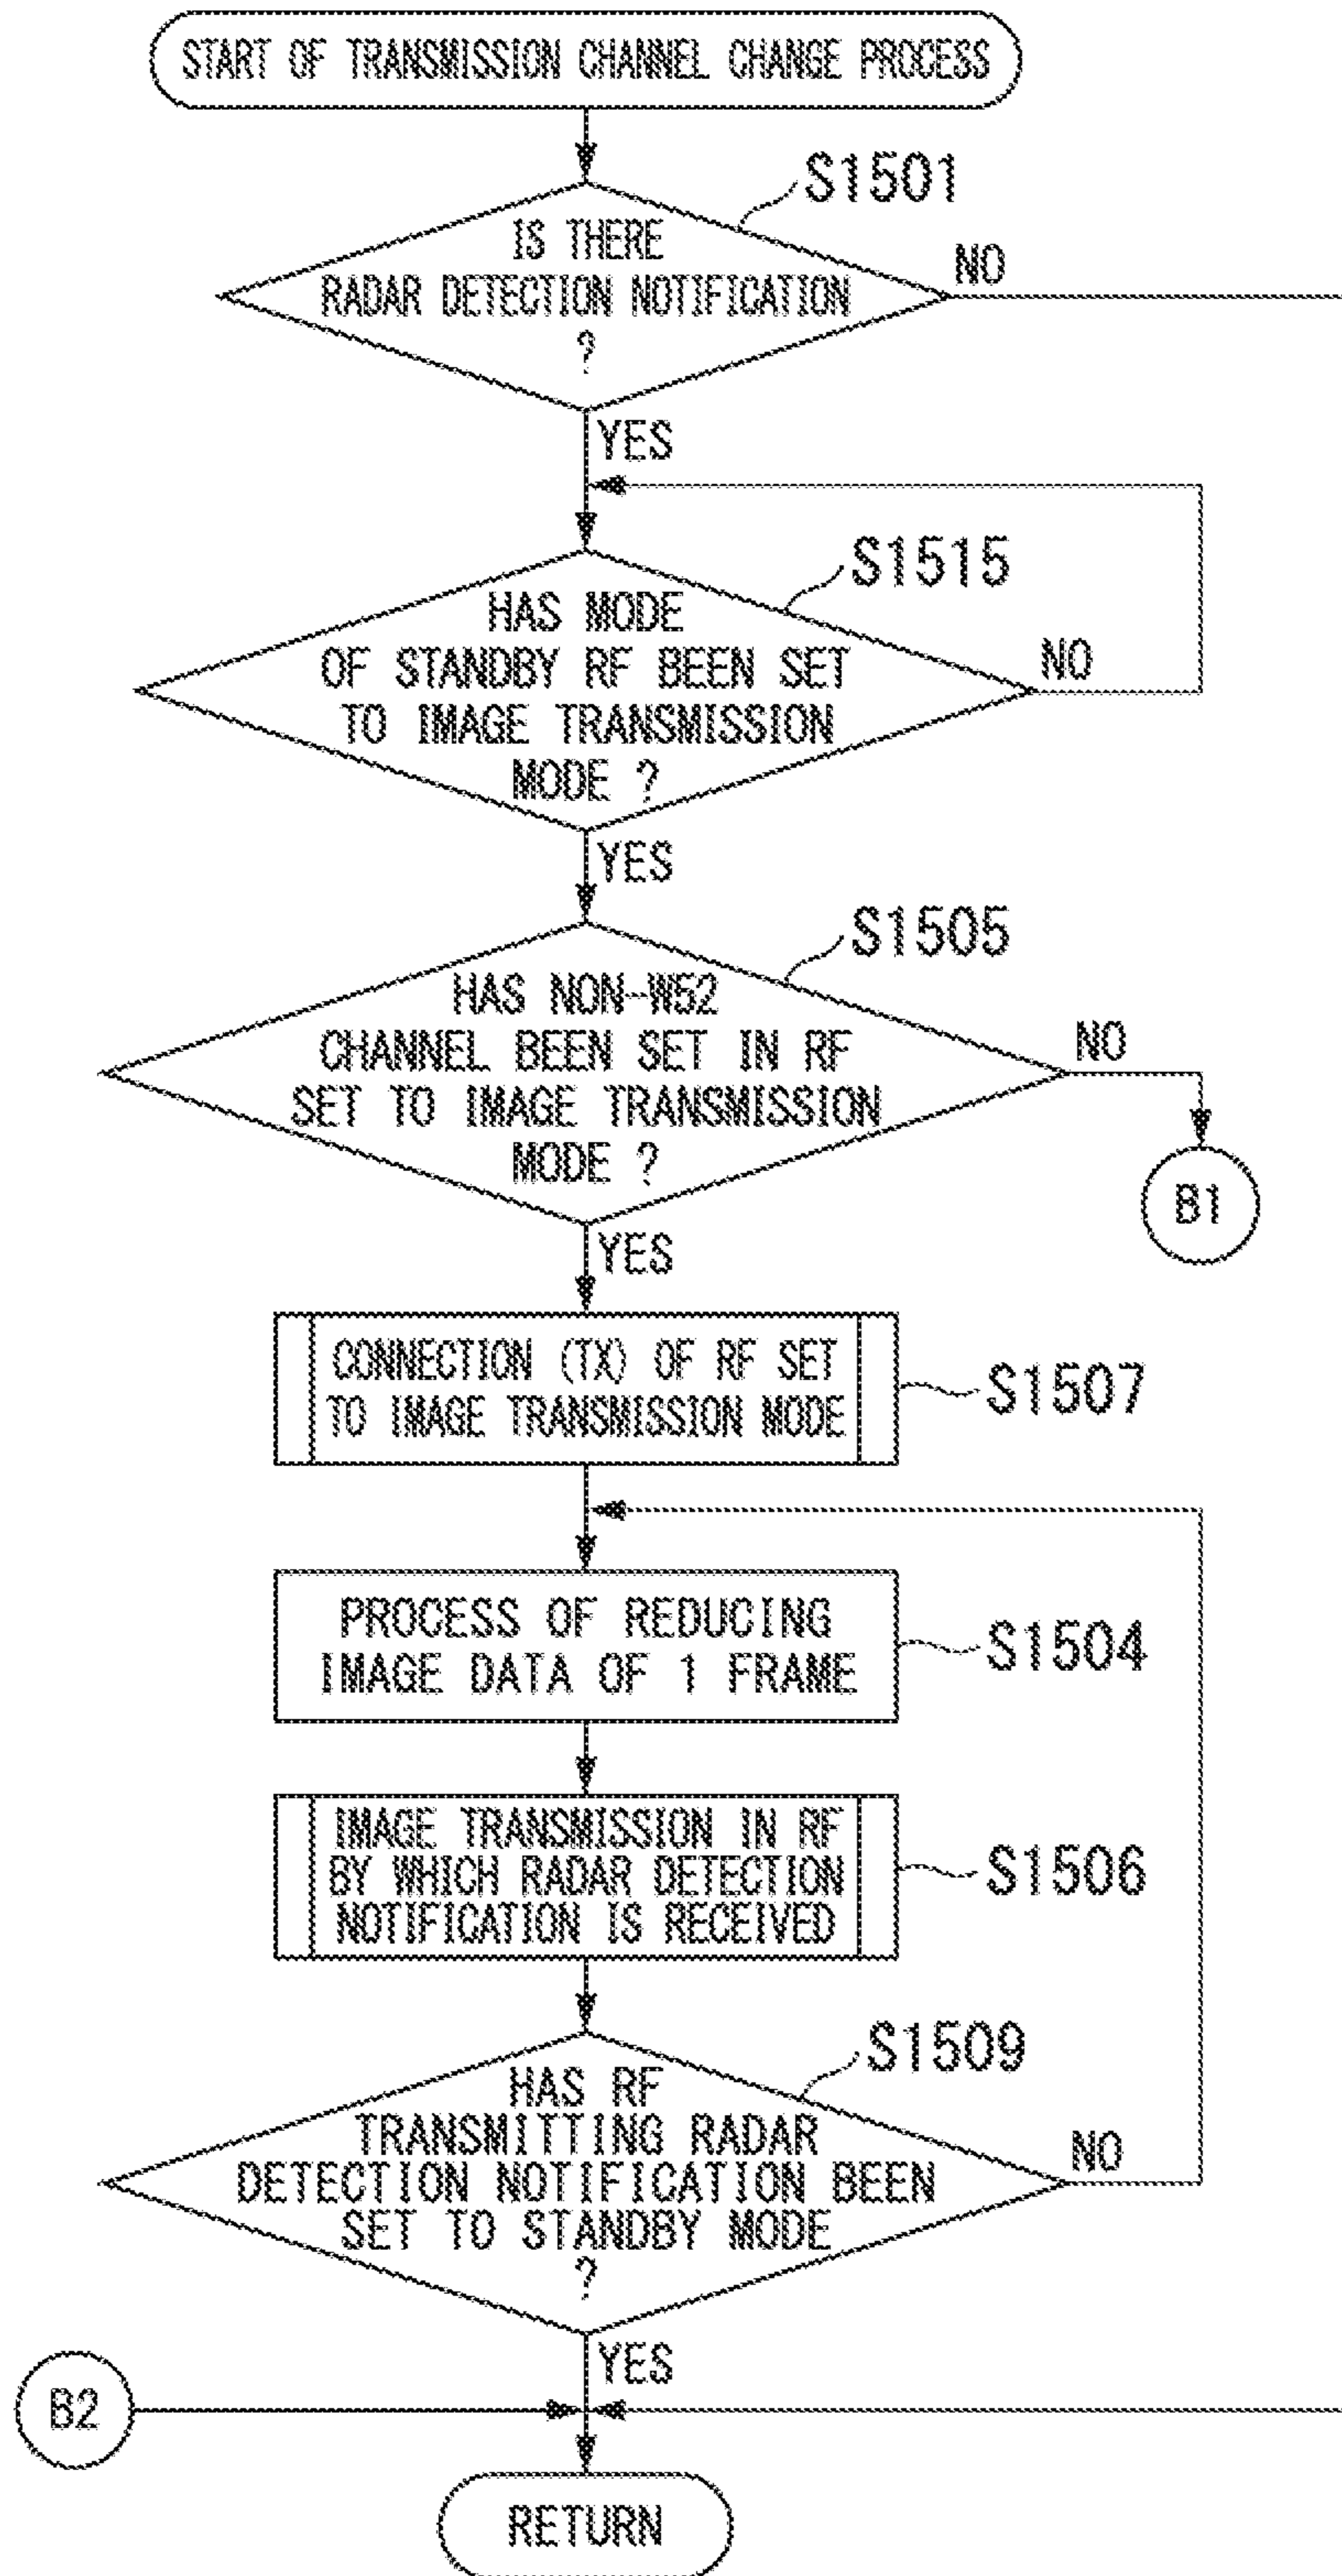 START OF TRANSMISSION CHANNEL CHANGE PROCESS
S1501
IS THERE
RADAR DETECTION NOTIFICATION
?
NO
YES
S1515
HAS MODE
OF STANDBY RF BEEN SET
TO IMAGE TRANSMISSION
MODE ?
NO
YES
S1505
HAS NON-W52
CHANNEL BEEN SET IN RF
SET TO IMAGE TRANSMISSION
MODE ?
NO
B1
YES
CONNECTION (TX) OF RF SET
TO IMAGE TRANSMISSION MODE
S1507
PROCESS OF REDUCING
IMAGE DATA OF 1 FRAME
S1504
IMAGE TRANSMISSION IN RF
BY WHICH RADAR DETECTION
NOTIFICATION IS RECEIVED
S1506
S1509
HAS RF
TRANSMITTING RADAR
DETECTION NOTIFICATION BEEN
SET TO STANDBY MODE
?
NO
YES
B2
RETURN